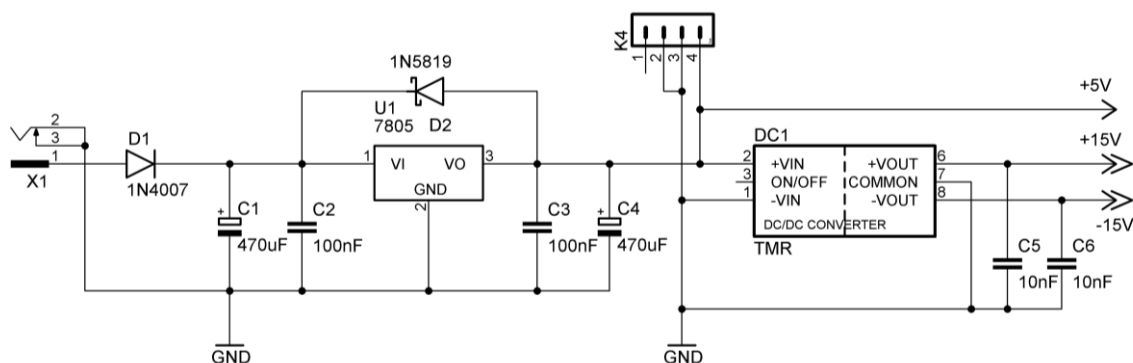 K4
1 2 3 4
1N5819
U1
7805
D2
+5V
+15V
-15V
2
3
1
X1
D1
1N4007
1 VI VO 3
GND
2
C1
470uF
C2
100nF
C3
100nF
C4
470uF
DC1
2 +VIN +VOUT 6
3 ON/OFF COMMON 7
1 -VIN -VOUT 8
DC/DC CONVERTER
TMR
C5
10nF
C6
10nF
+
+
GND
GND